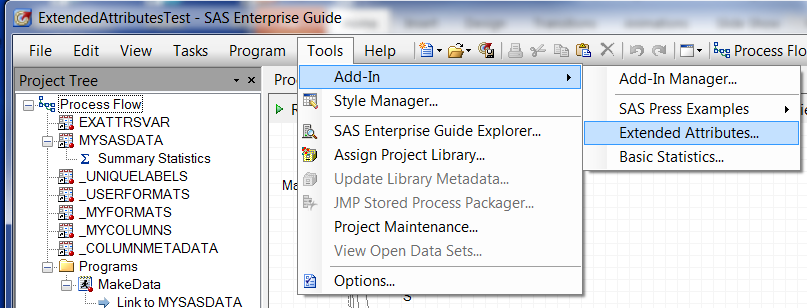 ExtendedAttributesTest - SAS Enterprise Guide
File Edit View Tasks Program Tools Help Process Flow
Project Tree
Process Flow
EXATTRSVAR
MYSASDATA
Summary Statistics
_UNIQUELABELS
_USERFORMATS
_MYFORMATS
_MYCOLUMNS
_COLUMNMETADATA
Programs
MakeData
Link to MYSASDATA
Add-In
Style Manager...
SAS Enterprise Guide Explorer...
Assign Project Library...
Update Library Metadata...
JMP Stored Process Packager...
Project Maintenance...
View Open Data Sets...
Options...
Add-In Manager...
SAS Press Examples
Extended Attributes...
Basic Statistics...